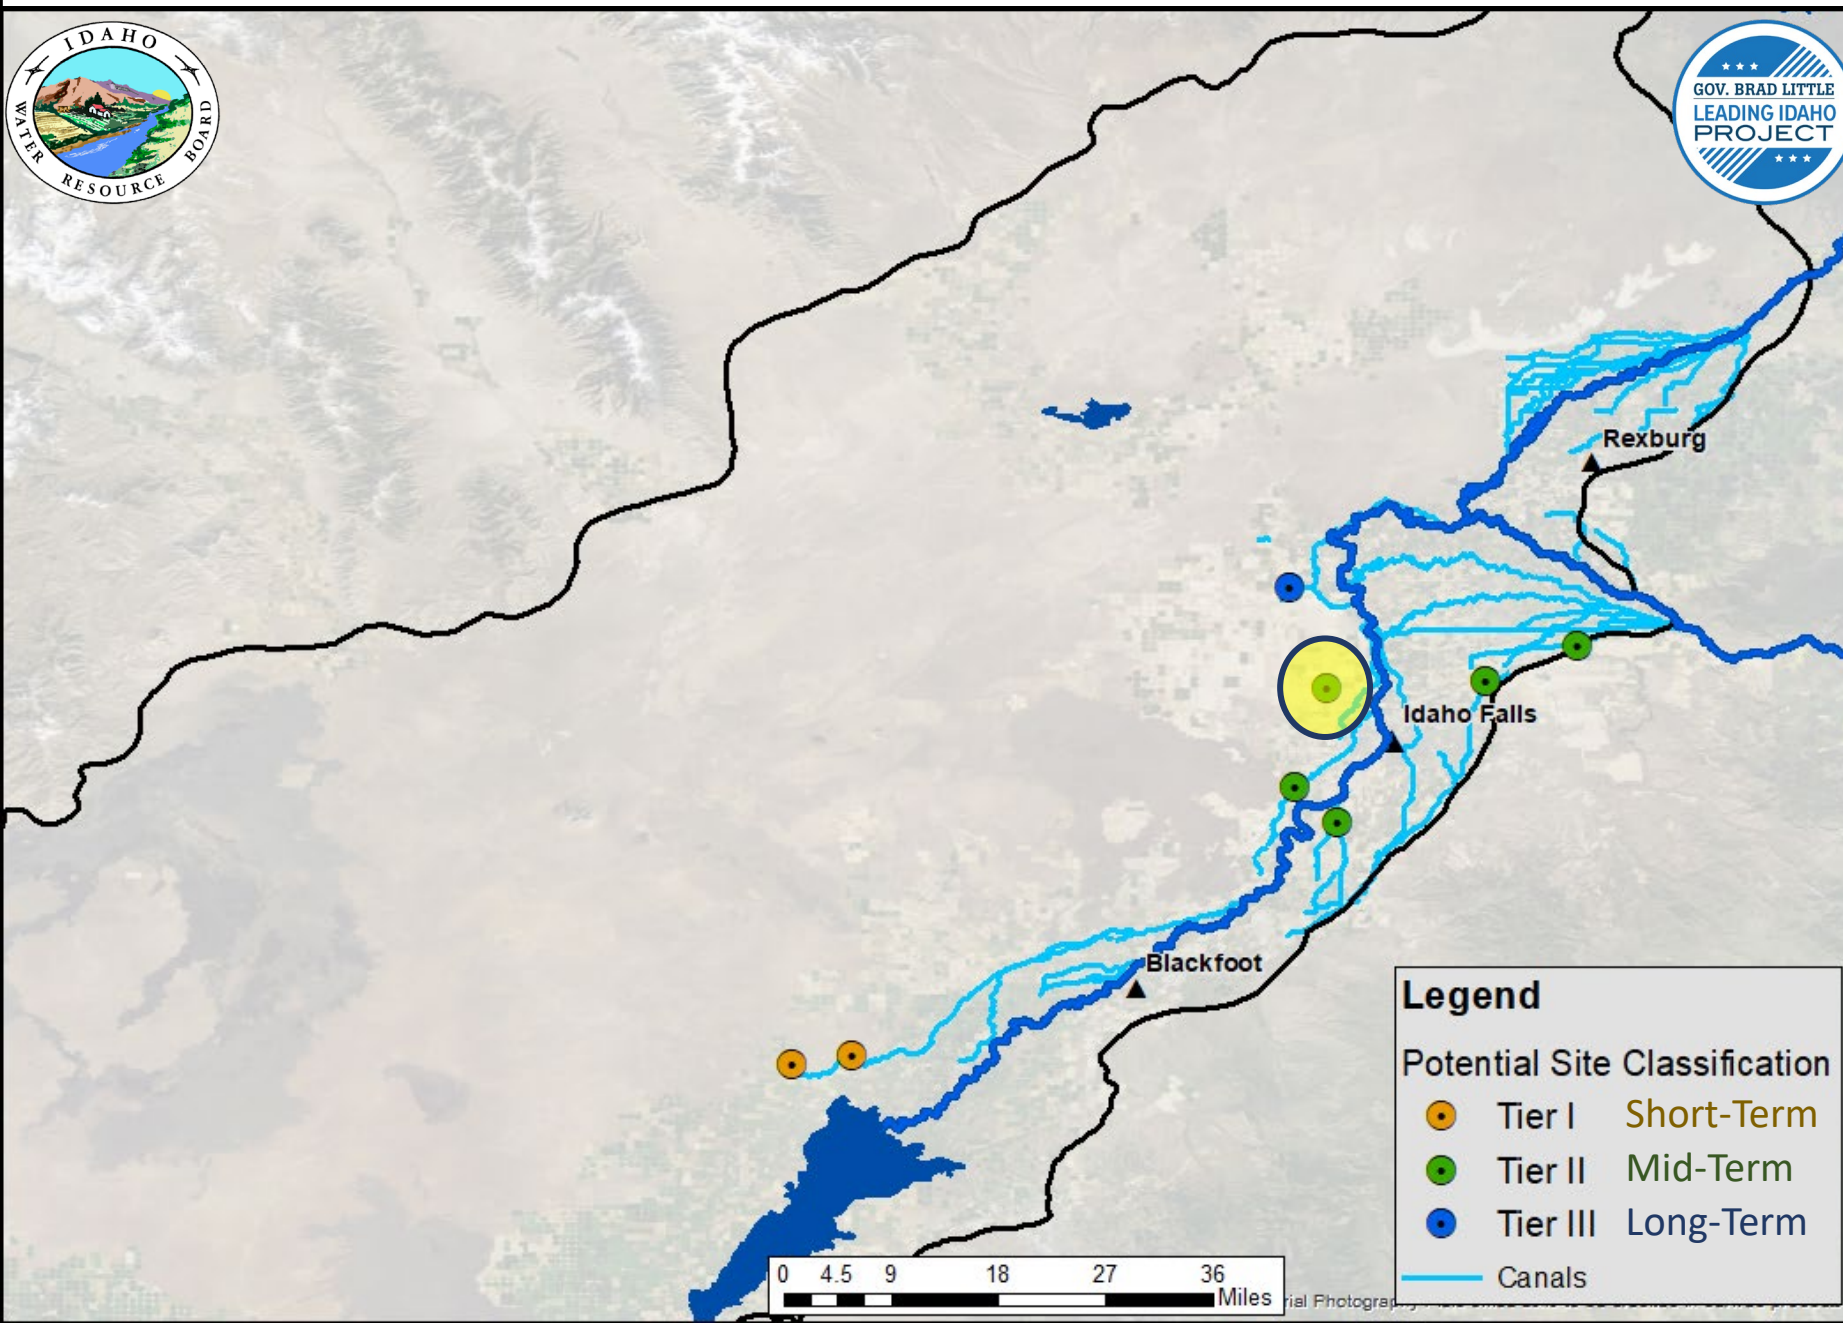 IDAHO
WATER RESOURCE BOARD
GOV. BRAD LITTLE
LEADING IDAHO
PROJECT
Rexburg
Idaho Falls
Blackfoot
Legend
Potential Site Classification
Tier I Short-Term
Tier II Mid-Term
Tier III Long-Term
Canals
0 4.5 9 18 27 36
Miles
rial Photograp